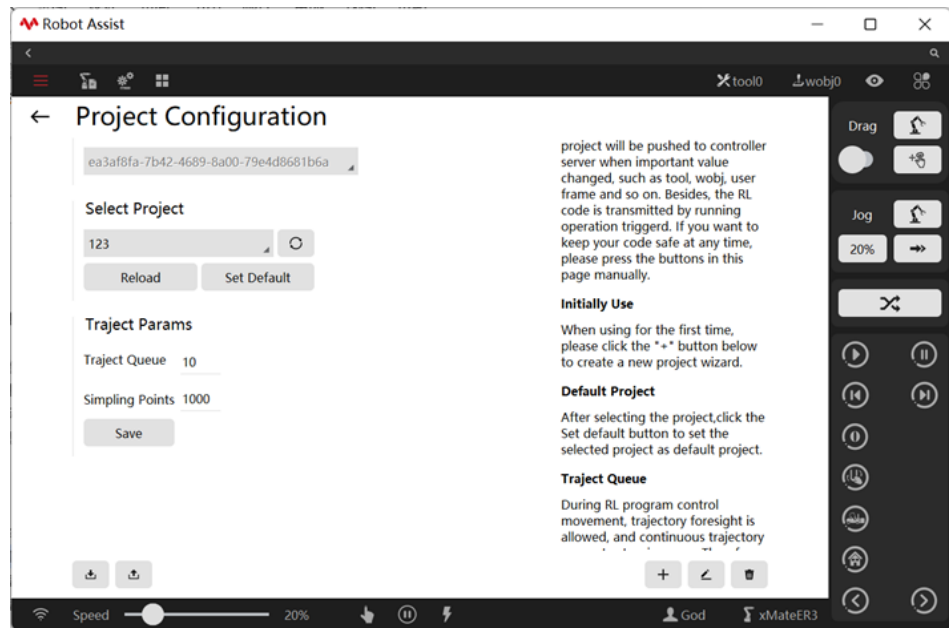 Robot Assist
tool0
wobj0
Project Configuration
ea3af8fa-7b42-4689-8a00-79e4d8681b6a
Select Project
123
Reload
Set Default
Traject Params
Traject Queue 10
Simpling Points 1000
Save
project will be pushed to controller
server when important value
changed, such as tool, wobj, user
frame and so on. Besides, the RL
code is transmitted by running
operation triggerd. If you want to
keep your code safe at any time,
please press the buttons in this
page manually.
Initially Use
When using for the first time,
please click the "+" button below
to create a new project wizard.
Default Project
After selecting the project,click the
Set default button to set the
selected project as default project.
Traject Queue
During RL program control
movement, trajectory foresight is
allowed, and continuous trajectory
Drag
Jog
20%
Speed
20%
God
xMateER3